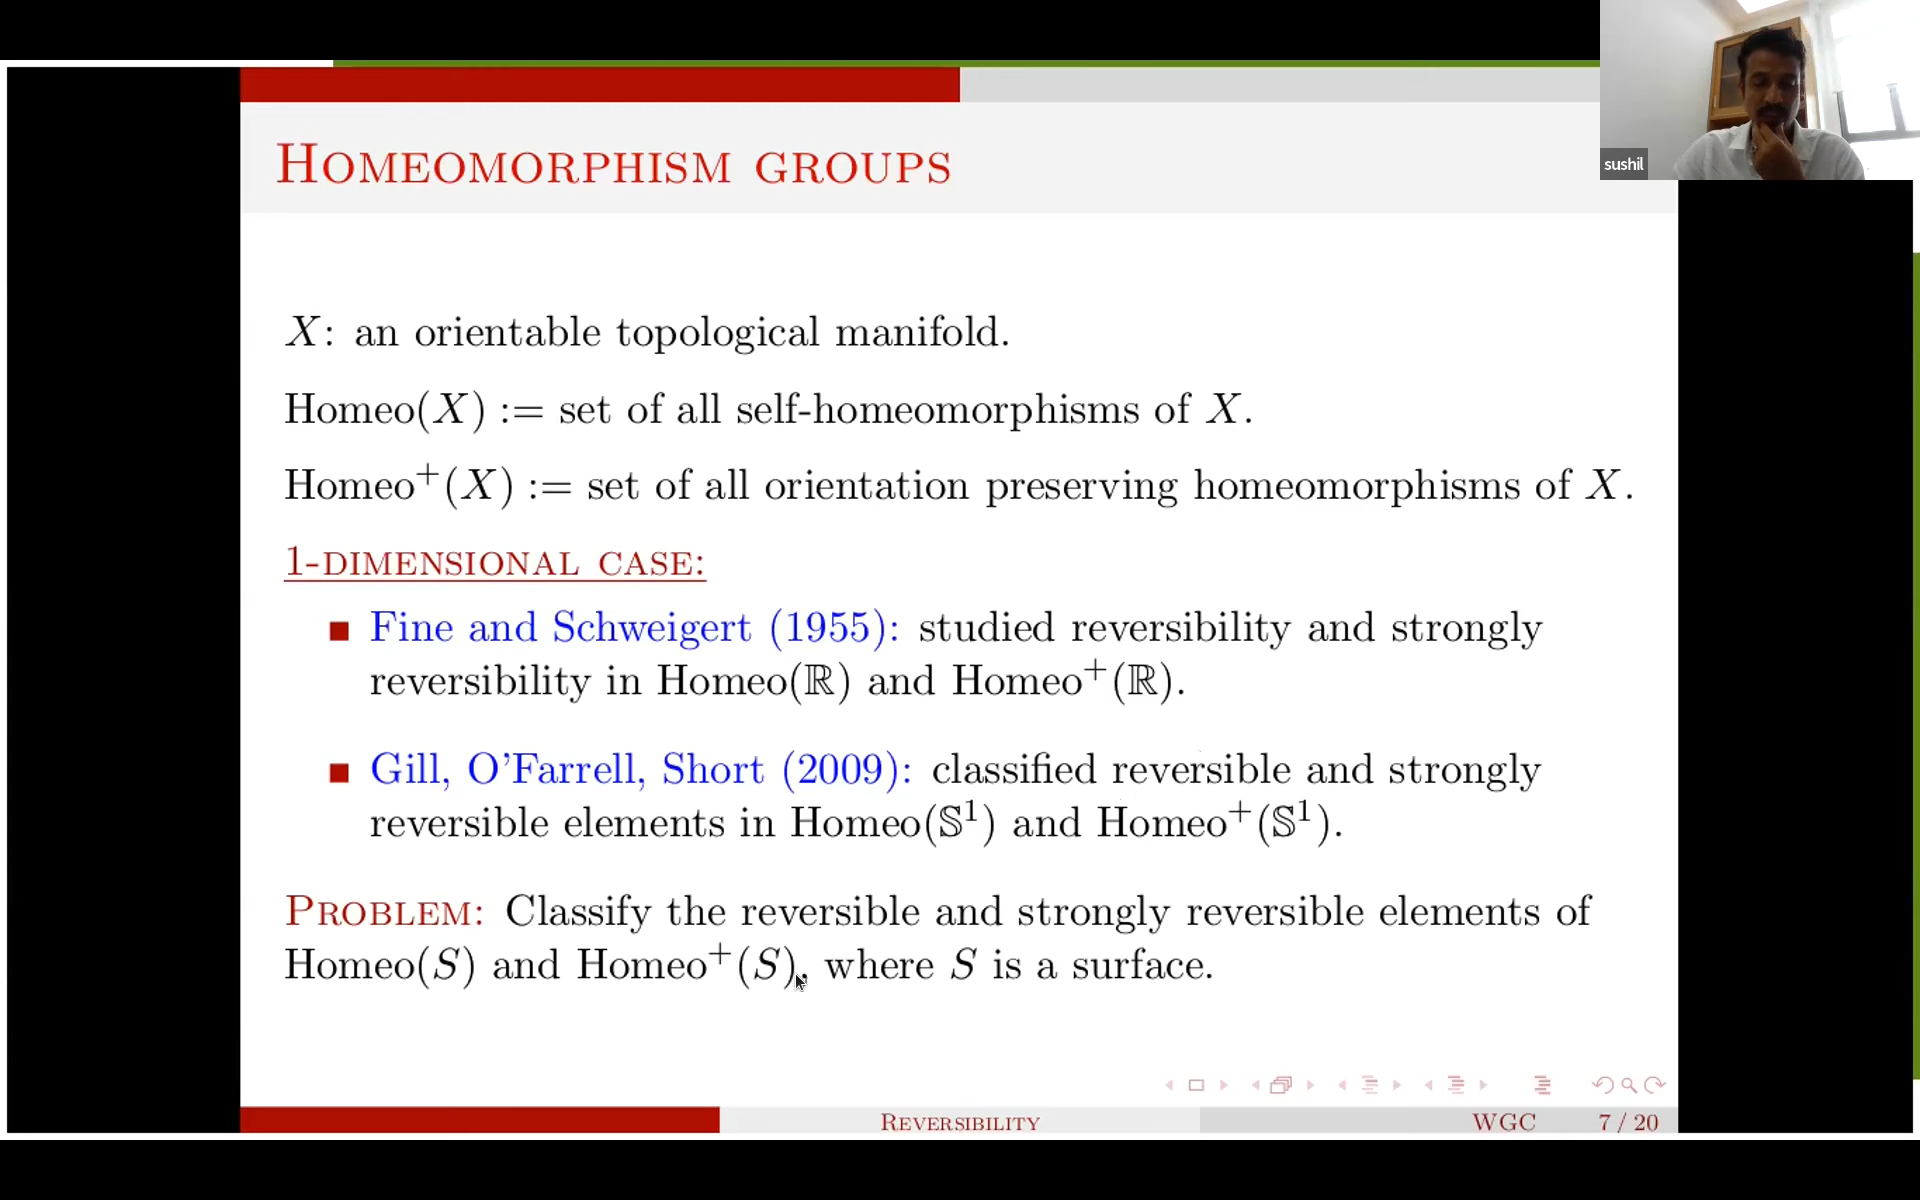 sushil
Homeomorphism groups
X: an orientable topological manifold.
Homeo(X) := set of all self-homeomorphisms of X.
Homeo⁺(X) := set of all orientation preserving homeomorphisms of X.
1-dimensional case:
Fine and Schweigert (1955): studied reversibility and strongly
reversibility in Homeo(ℝ) and Homeo⁺(ℝ).
Gill, O'Farrell, Short (2009): classified reversible and strongly
reversible elements in Homeo(𝕊¹) and Homeo⁺(𝕊¹).
Problem: Classify the reversible and strongly reversible elements of
Homeo(S) and Homeo⁺(S), where S is a surface.
Reversibility WGC 7 / 20